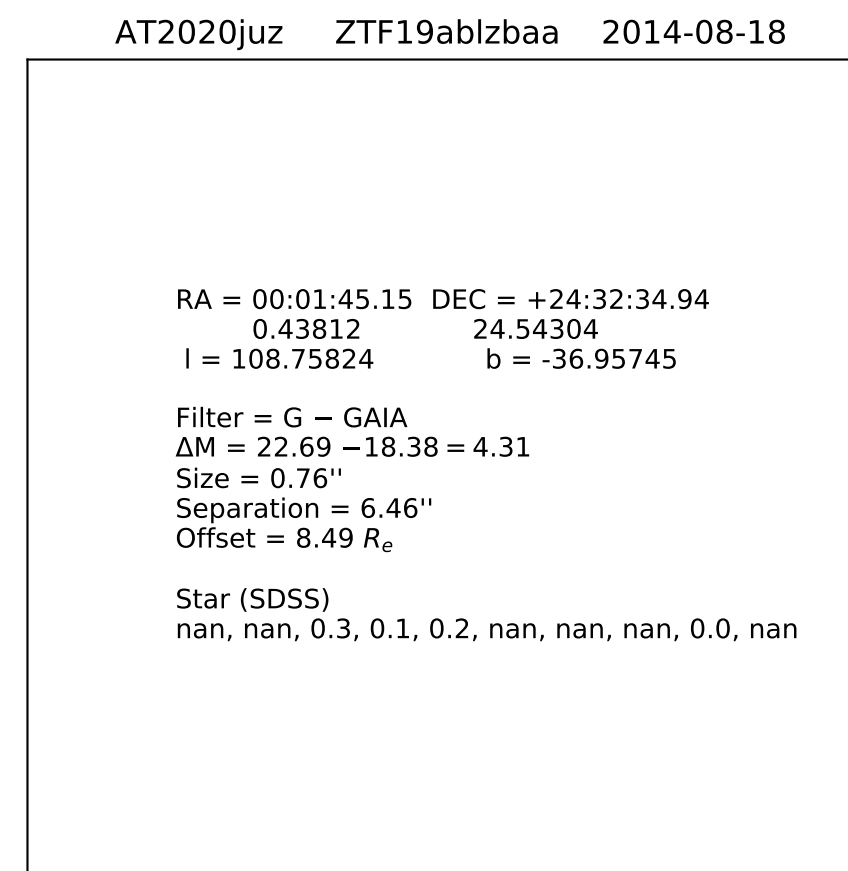 AT2020juz ZTF19ablzbaa 2014-08-18
RA = 00:01:45.15 DEC = +24:32:34.94
0.43812 24.54304
l = 108.75824 b = -36.95745
Filter = G − GAIA
ΔM = 22.69 −18.38 = 4.31
Size = 0.76''
Separation = 6.46''
Offset = 8.49 Re
Star (SDSS)
nan, nan, 0.3, 0.1, 0.2, nan, nan, nan, 0.0, nan